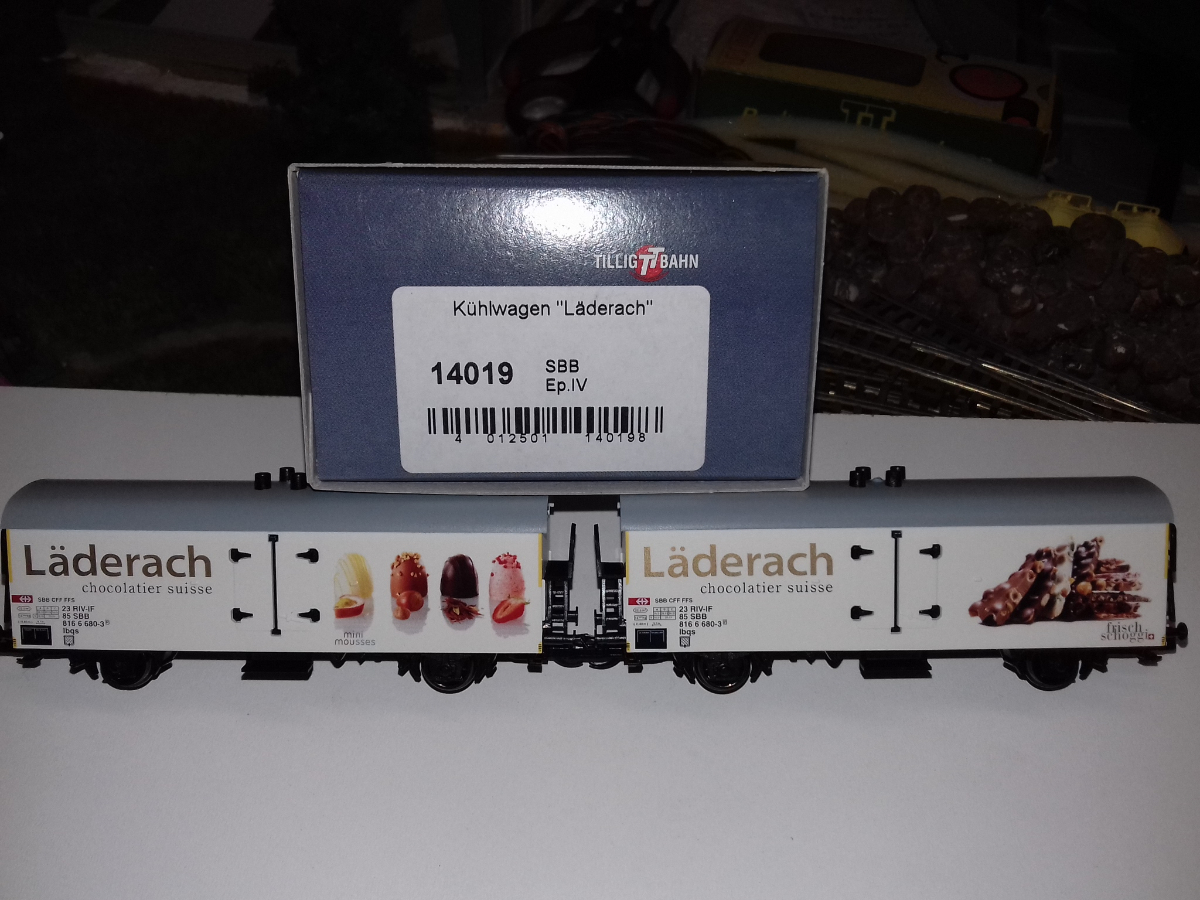 TT
TILLIG TT BAHN
Kühlwagen "Läderach"
14019
SBB
Ep.IV
4 012501 140198
Läderach
chocolatier suisse
SBB CFF FFS
23 RIV-IF
85 SBB
816 6 680-3
Ibqs
mini
mousses
Läderach
chocolatier suisse
SBB CFF FFS
23 RIV-IF
85 SBB
816 6 680-3
Ibqs
frisch
schoggi